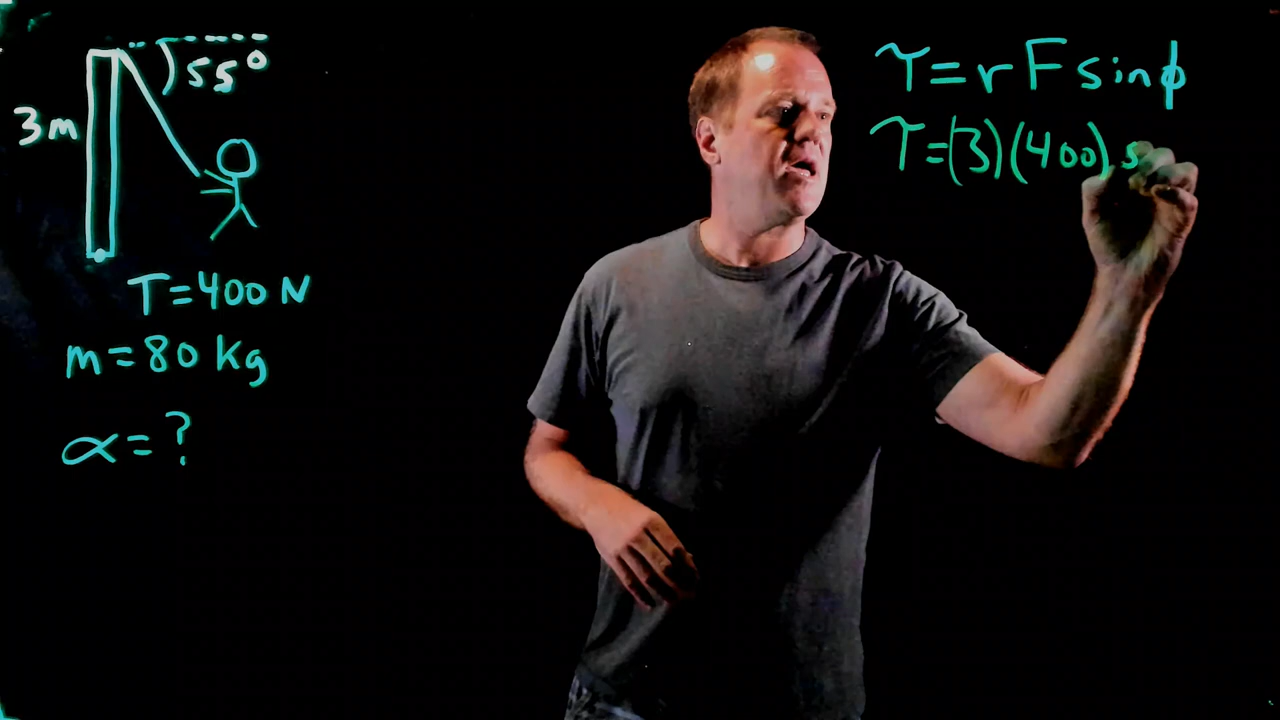 55°
3m
T=400 N
m=80 kg
α=?
τ=rFsinϕ
τ=(3)(400)s